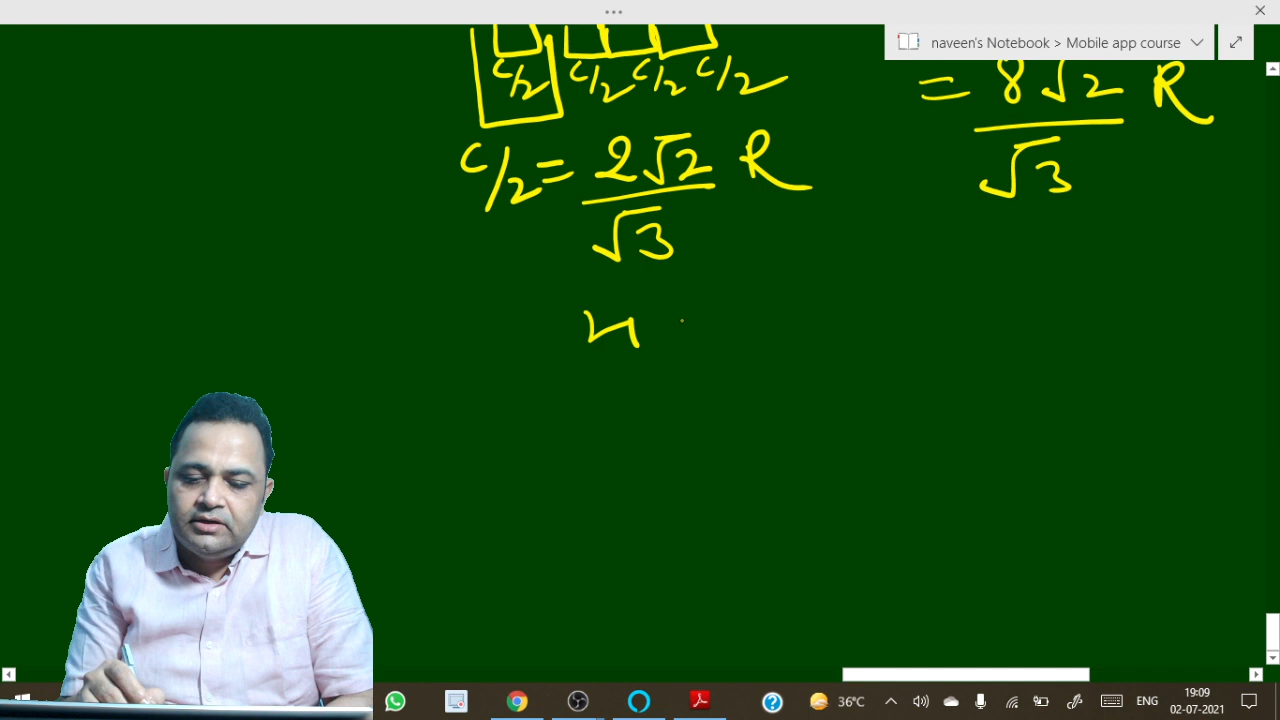 naveen's Notebook > Mobile app course
c/2 c/2 c/2 c/2
= 8√2 R
√3
c/2 = 2√2 R
√3
4
36°C ENG 19:09
02-07-2021